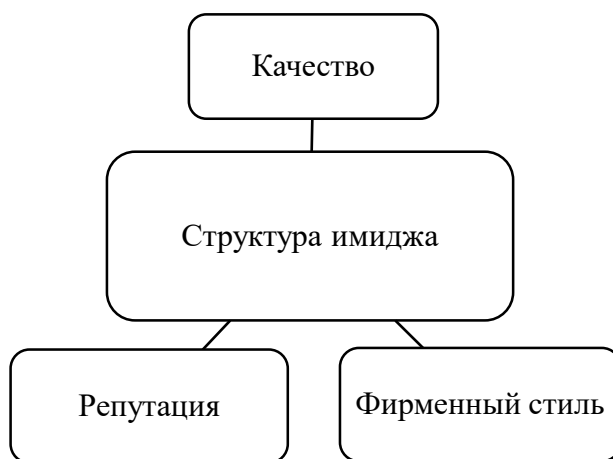 Качество
Структура имиджа
Репутация
Фирменный стиль